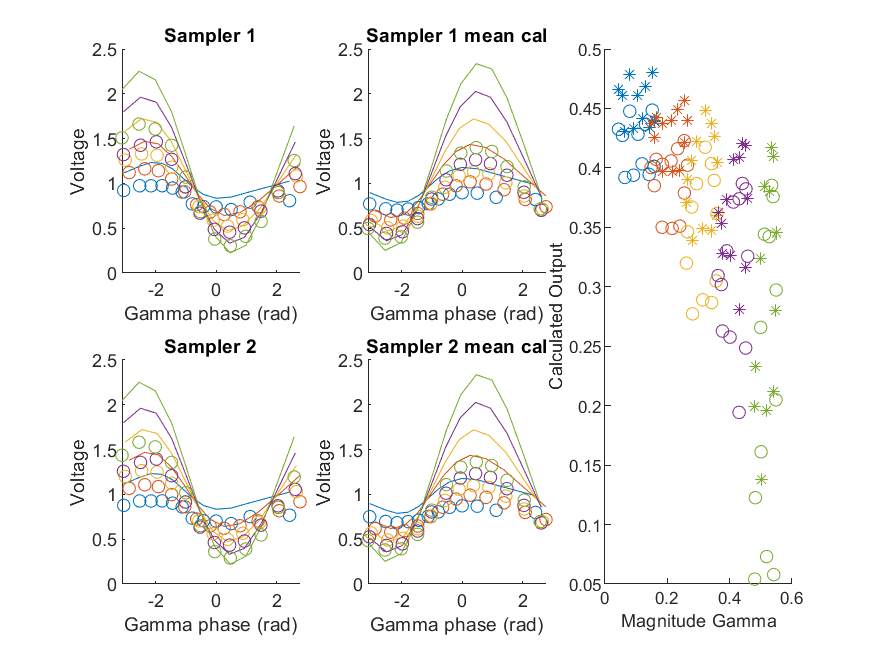 Sampler 1
2.5
2
1.5
1
0.5
0
Voltage
-2 0 2
Gamma phase (rad)
Sampler 1 mean cal
2.5
2
1.5
1
0.5
0
Voltage
-2 0 2
Gamma phase (rad)
Sampler 2
2.5
2
1.5
1
0.5
0
Voltage
-2 0 2
Gamma phase (rad)
Sampler 2 mean cal
2.5
2
1.5
1
0.5
0
Voltage
-2 0 2
Gamma phase (rad)
0.5
0.45
0.4
0.35
0.3
0.25
0.2
0.15
0.1
0.05
Calculated Output
0 0.2 0.4 0.6
Magnitude Gamma